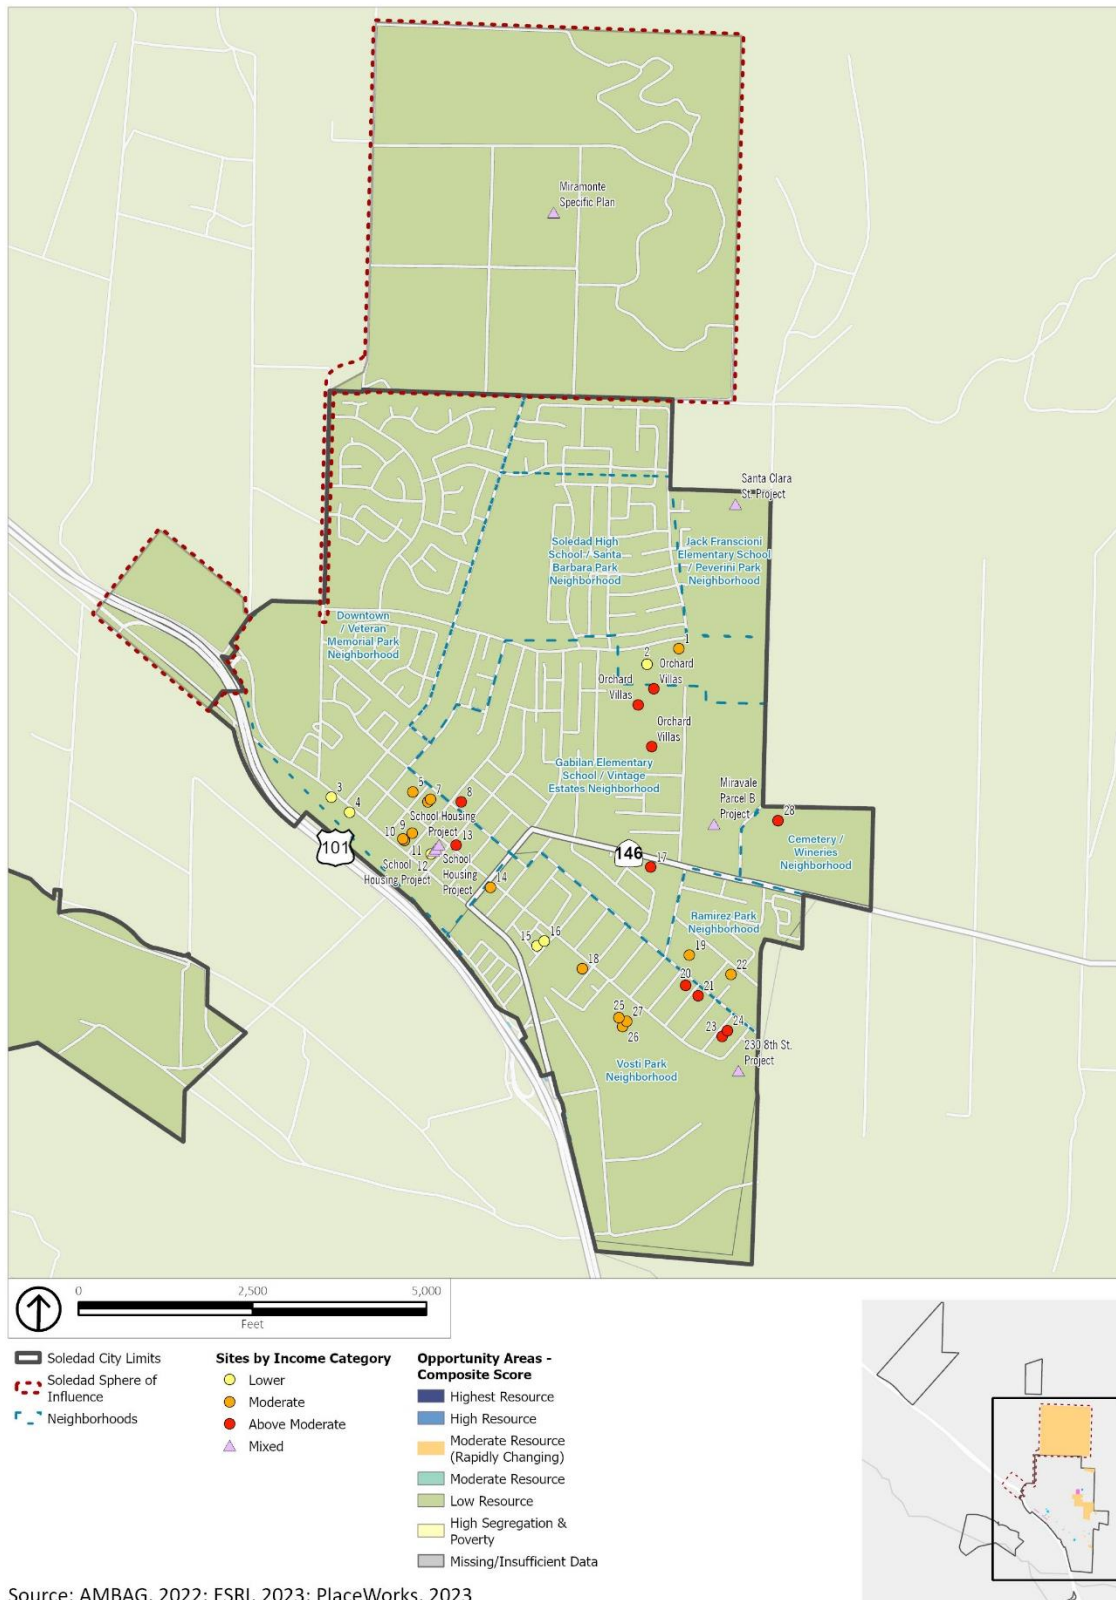 Miramonte
Specific Plan
Santa Clara
St. Project
Soledad High
School / Santa
Barbara Park
Neighborhood
Jack Franscioni
Elementary School
/ Peverini Park
Neighborhood
Downtown
/ Veteran
Memorial Park
Neighborhood
1
2
Orchard
Villas
Orchard
Villas
Orchard
Villas
Gabilan Elementary
School / Vintage
Estates Neighborhood
3
4
5
7
8
School Housing
Project
9
10
11
12
13
School
Housing Project
School
Housing
Project
101
146
Miravale
Parcel B
Project
28
Cemetery /
Wineries
Neighborhood
17
14
15
16
18
Ramirez Park
Neighborhood
19
20
21
22
23
24
25
27
26
230 8th St.
Project
Vosti Park
Neighborhood
0
2,500
5,000
Feet
Soledad City Limits
Soledad Sphere of
Influence
Neighborhoods
Sites by Income Category
Lower
Moderate
Above Moderate
Mixed
Opportunity Areas -
Composite Score
Highest Resource
High Resource
Moderate Resource
(Rapidly Changing)
Moderate Resource
Low Resource
High Segregation &
Poverty
Missing/Insufficient Data
Source: AMBAG, 2022; ESRI, 2023; PlaceWorks, 2023